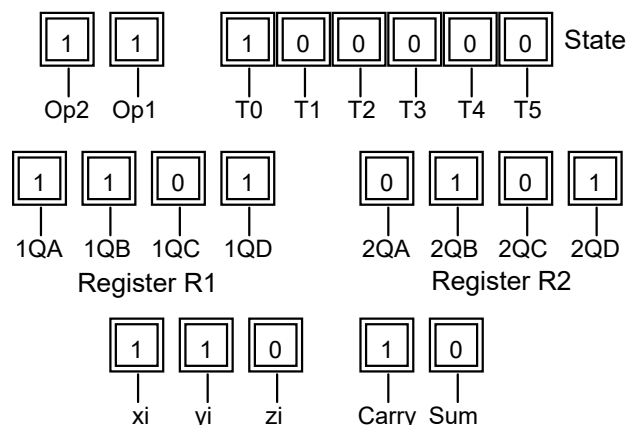 1 1 1 0 0 0 0 0 State
Op2 Op1 T0 T1 T2 T3 T4 T5
1 1 0 1 0 1 0 1
1QA 1QB 1QC 1QD 2QA 2QB 2QC 2QD
Register R1 Register R2
1 1 0 1 0
xi yi zi Carry Sum